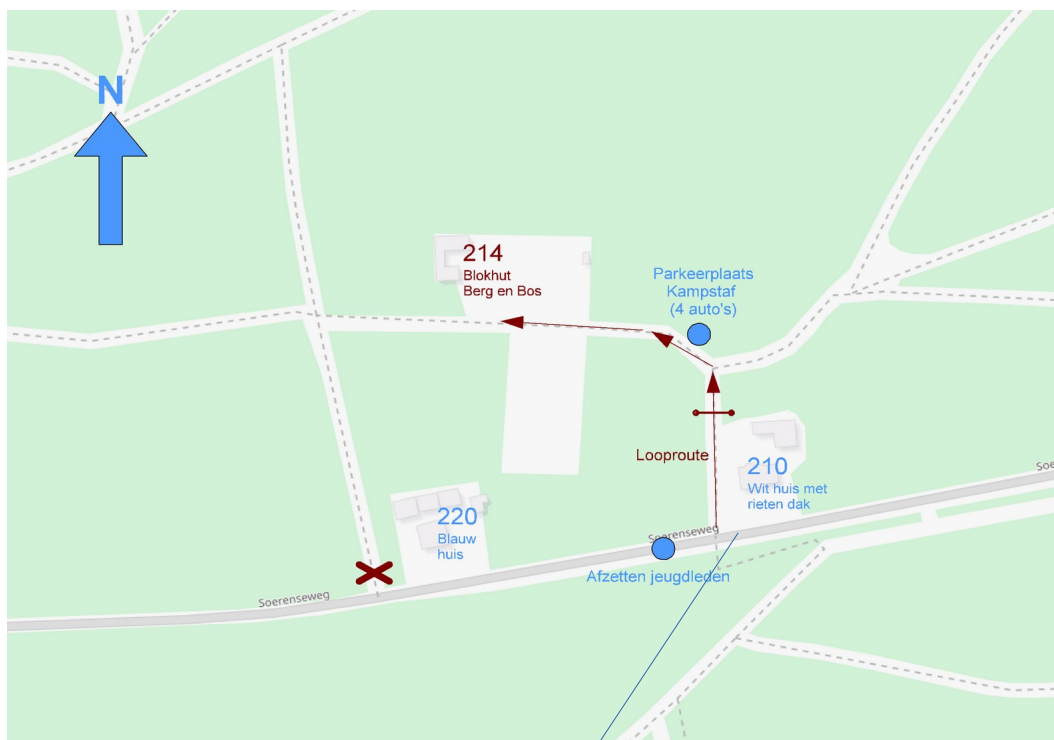 N
214
Blokhut
Berg en Bos
Parkeerplaats
Kampstaf
(4 auto's)
Looproute
210
Wit huis met
rieten dak
220
Blauw
huis
Soerenseweg
Afzetten jeugdleden
Soerenseweg